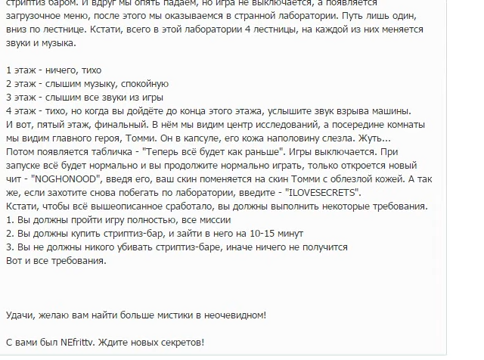 стриптиз баром. И вдруг мы опять падаем, но игра не выключается, а появляется
загрузочное меню, после этого мы оказываемся в странной лаборатории. Путь лишь один,
вниз по лестнице. Кстати, всего в этой лаборатории 4 лестницы, на каждой из них меняется
звуки и музыка.
1 этаж - ничего, тихо
2 этаж - слышим музыку, спокойную
3 этаж - слышим все звуки из игры
4 этаж - тихо, но когда вы дойдёте до конца этого этажа, услышите звук взрыва машины.
И вот, пятый этаж, финальный. В нём мы видим центр исследований, а посередине комнаты
мы видим главного героя, Томми. Он в капсуле, его кожа наполовину слезла. Жуть...
Потом появляется табличка - "Теперь всё будет как раньше". Игры выключается. При
запуске всё будет нормально и вы продолжите нормально играть, только откроется новый
чит - "NOGHONOOD", введя его, ваш скин поменяется на скин Томми с облезлой кожей. А так
же, если захотите снова побегать по лаборатории, введите - "ILOVESECRETS".
Кстати, чтобы всё вышеописанное сработало, вы должны выполнить некоторые требования.
1. Вы должны пройти игру полностью, все миссии
2. Вы должны купить стриптиз-бар, и зайти в него на 10-15 минут
3. Вы не должны никого убивать стриптиз-баре, иначе ничего не получится
Вот и все требования.
Удачи, желаю вам найти больше мистики в неочевидном!
С вами был NEfrittv. Ждите новых секретов!